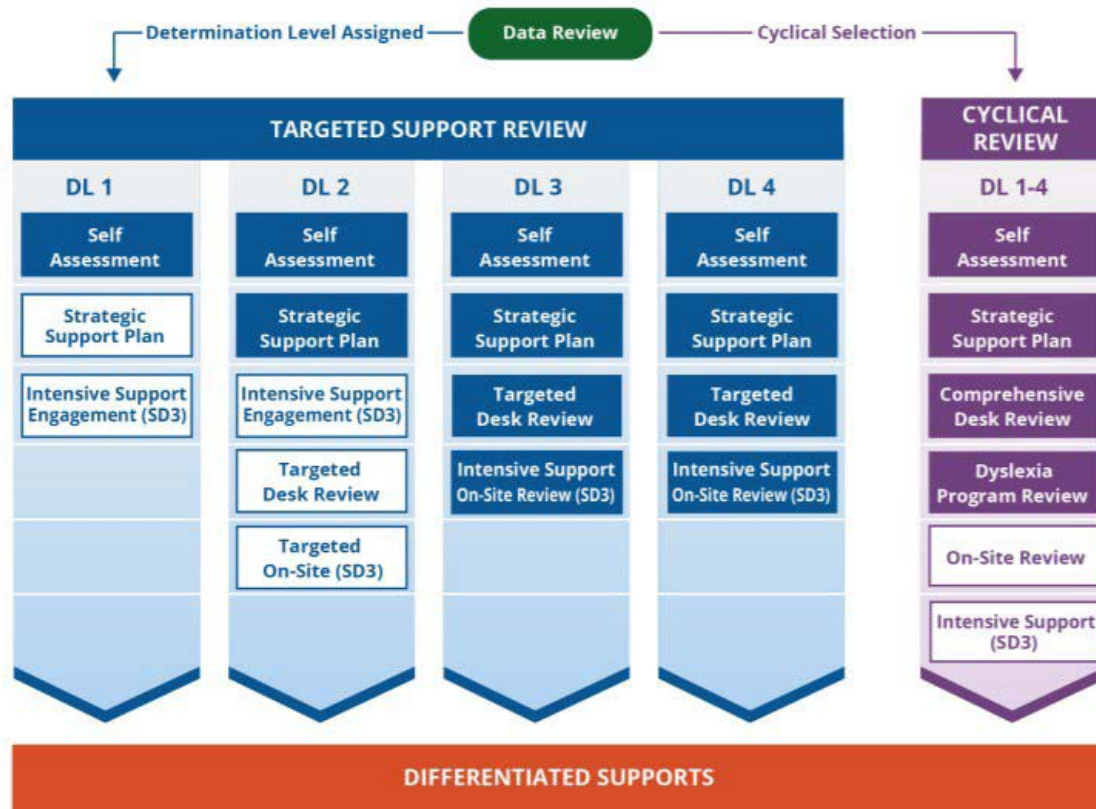 Determination Level Assigned
Data Review
Cyclical Selection
TARGETED SUPPORT REVIEW
DL 1
Self
Assessment
Strategic
Support Plan
Intensive Support
Engagement (SD3)
DL 2
Self
Assessment
Strategic
Support Plan
Intensive Support
Engagement (SD3)
Targeted
Desk Review
Targeted
On-Site (SD3)
DL 3
Self
Assessment
Strategic
Support Plan
Targeted
Desk Review
Intensive Support
On-Site Review (SD3)
DL 4
Self
Assessment
Strategic
Support Plan
Targeted
Desk Review
Intensive Support
On-Site Review (SD3)
CYCLICAL
REVIEW
DL 1-4
Self
Assessment
Strategic
Support Plan
Comprehensive
Desk Review
Dyslexia
Program Review
On-Site Review
Intensive Support
(SD3)
DIFFERENTIATED SUPPORTS